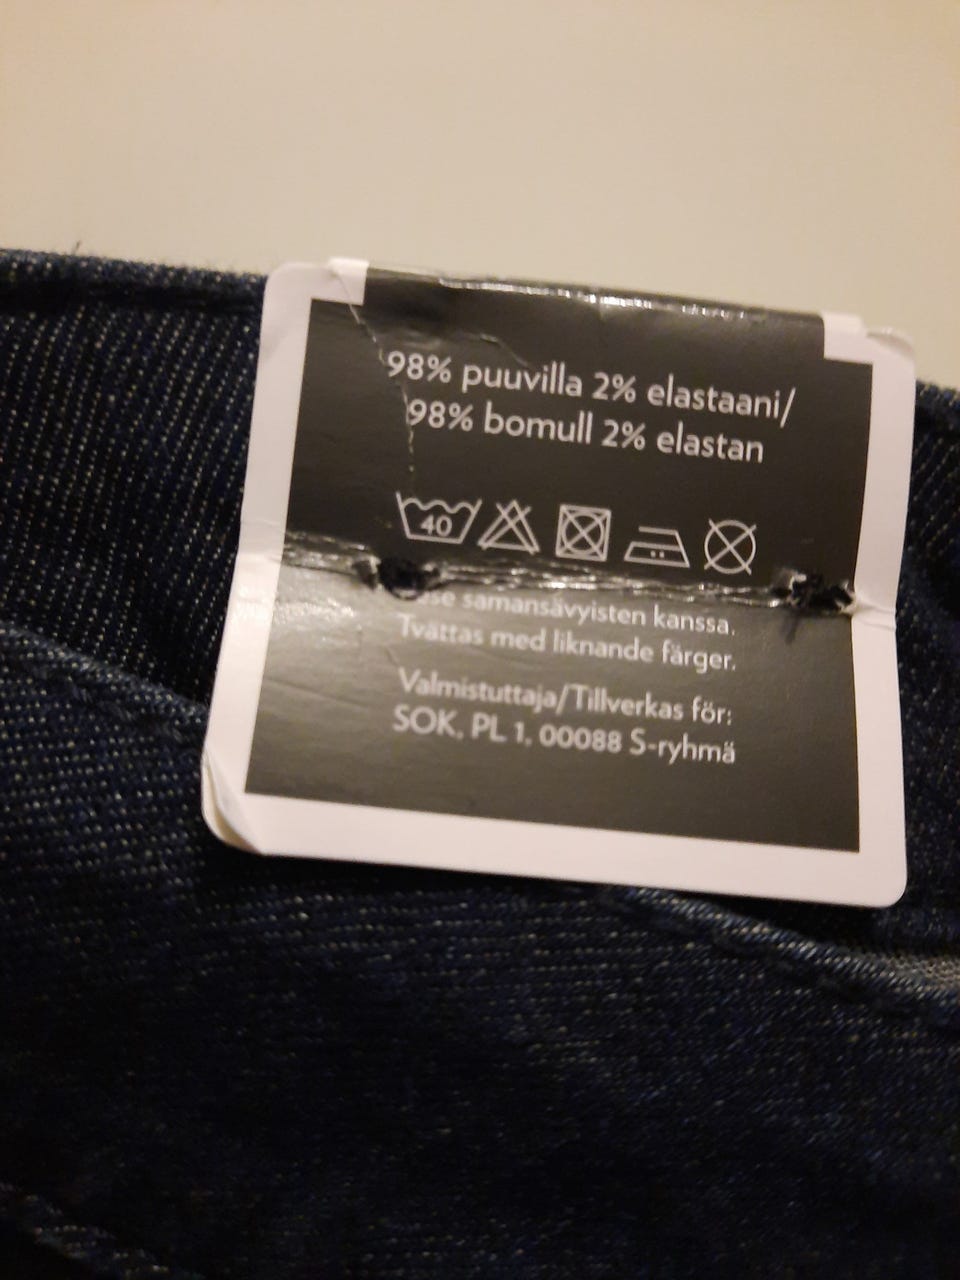 98% puuvilla 2% elastaani/
98% bomull 2% elastan
40
samansävyisten kanssa.
Tvättas med liknande färger.
Valmistuttaja/Tillverkas för:
SOK, PL 1, 00088 S-ryhmä